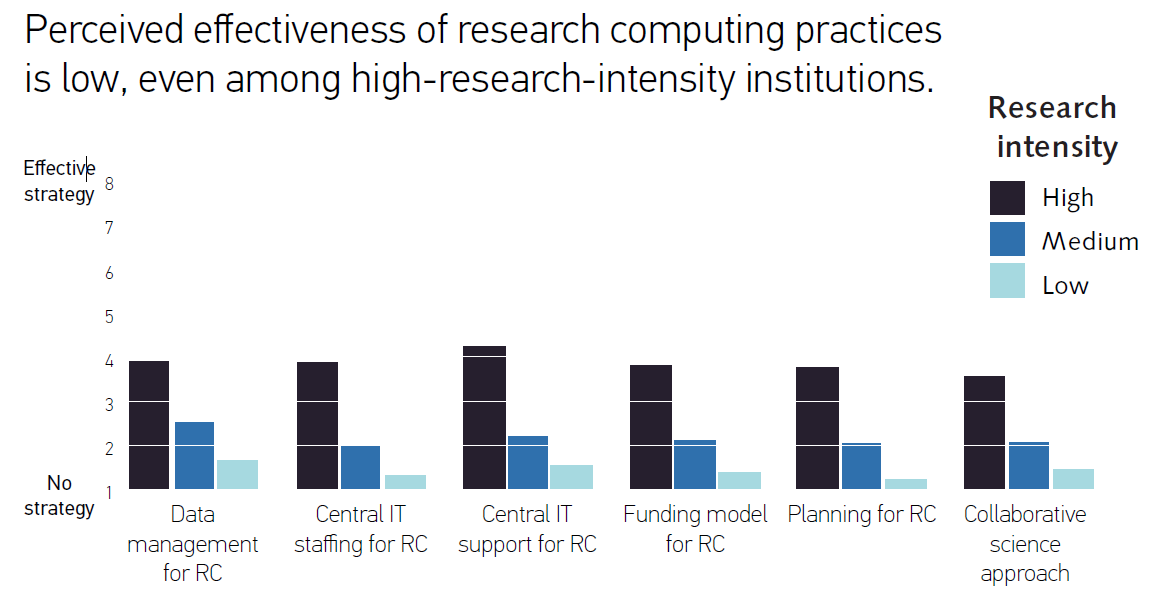 Perceived effectiveness of research computing practices
is low, even among high-research-intensity institutions.
Research
intensity
High
Medium
Low
Effective
strategy
8
7
6
5
4
3
2
1
No
strategy
Data
management
for RC
Central IT
staffing for RC
Central IT
support for RC
Funding model
for RC
Planning for RC
Collaborative
science
approach